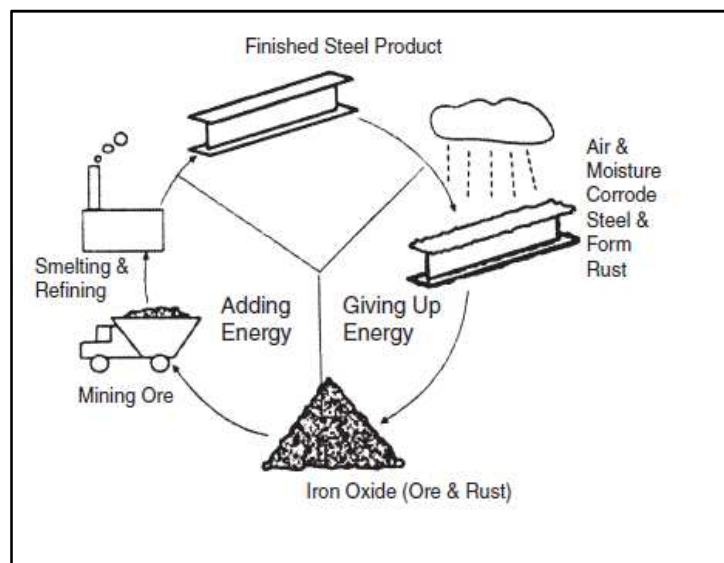 Finished Steel Product
Air &
Moisture
Corrode
Steel &
Form
Rust
Smelting &
Refining
Adding
Energy
Giving Up
Energy
Mining Ore
Iron Oxide (Ore & Rust)